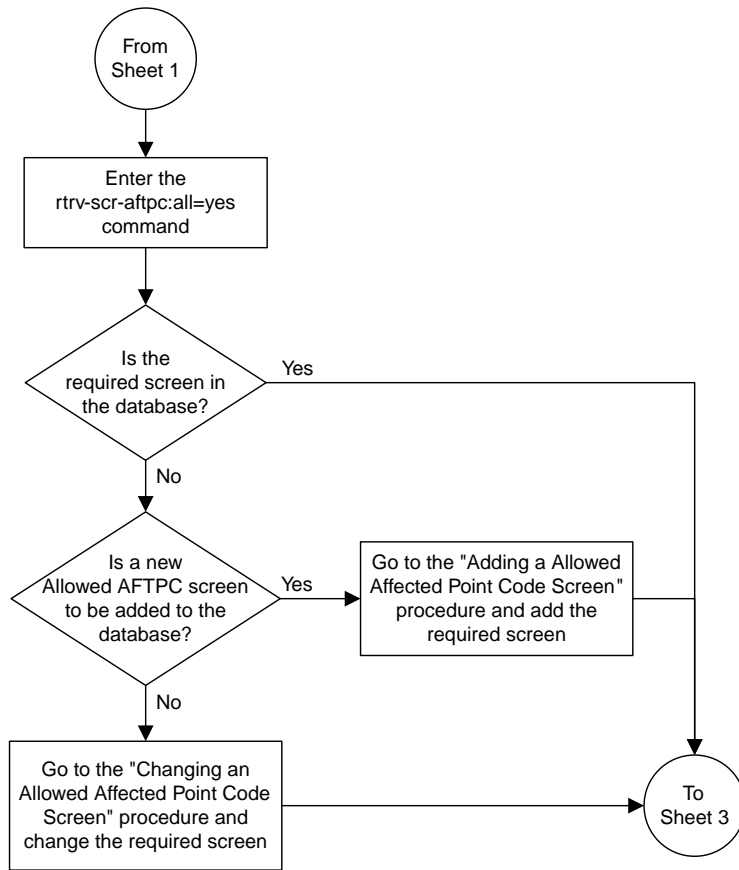 From
Sheet 1
Enter the
rtrv-scr-aftpc:all=yes
command
Is the
required screen in
the database?
Yes
No
Is a new
Allowed AFTPC screen
to be added to the
database?
Yes
Go to the "Adding a Allowed
Affected Point Code Screen"
procedure and add the
required screen
No
Go to the "Changing an
Allowed Affected Point Code
Screen" procedure and
change the required screen
To
Sheet 3